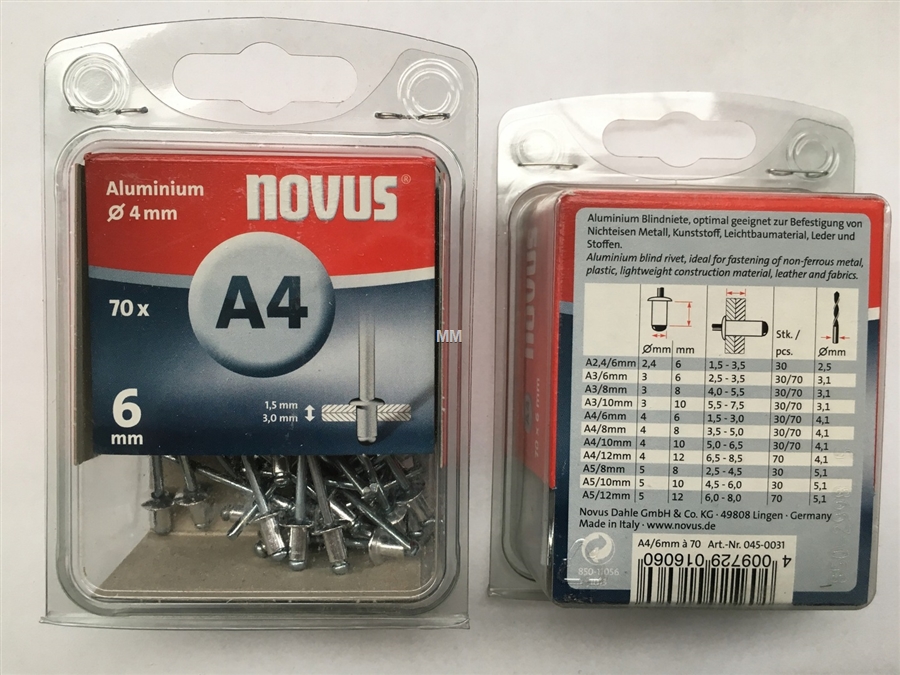 Aluminium
Ø 4 mm
novus®
70 x
A4
MM
6
mm
1,5 mm
3,0 mm
Aluminium Blindniete, optimal geeignet zur Befestigung von
Nichteisen Metall, Kunststoff, Leichtbaumaterial, Leder und
Stoffen.
Aluminium blind rivet, ideal for fastening of non-ferrous metal,
plastic, lightweight construction material, leather and fabrics.
Stk. /
Ømm mm pcs. Ømm
A2,4/6mm 2,4 6 1,5 - 3,5 30 2,5
A3/6mm 3 6 2,5 - 3,5 30/70 3,1
A3/8mm 3 8 4,0 - 5,5 30/70 3,1
A3/10mm 3 10 5,5 - 7,5 30/70 3,1
A4/6mm 4 6 1,5 - 3,0 30/70 4,1
A4/8mm 4 8 3,5 - 5,0 30/70 4,1
A4/10mm 4 10 5,0 - 6,5 30/70 4,1
A4/12mm 4 12 6,5 - 8,5 70 4,1
A5/8mm 5 8 2,5 - 4,5 30 5,1
A5/10mm 5 10 4,5 - 6,0 30 5,1
A5/12mm 5 12 6,0 - 8,0 70 5,1
Novus Dahle GmbH & Co. KG · 49808 Lingen · Germany
Made in Italy · www.novus.de
A4/6mm à 70 Art.-Nr. 045-0031
4 009729 016060